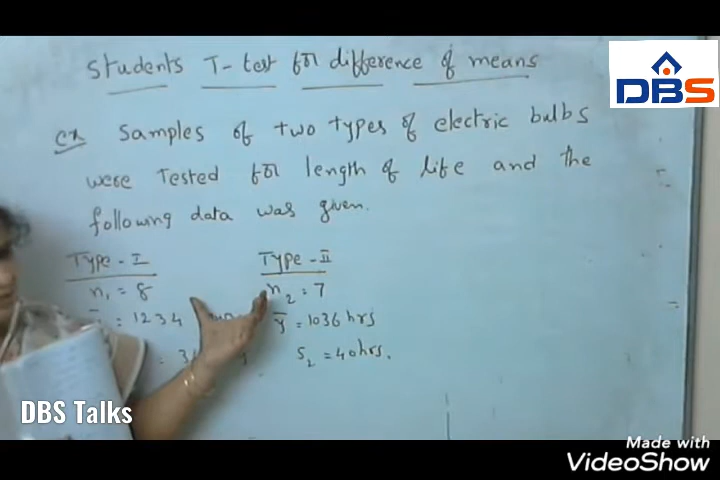 Students T-test for difference of means
DBS
ex Samples of two types of electric bulbs
were Tested for length of life and the
following data was given.
Type-I Type-II
n₁ = 8 n₂ = 7
= 1234 ȳ = 1036 hrs
= S₂ = 40hrs.
DBS Talks
Made with
VideoShow